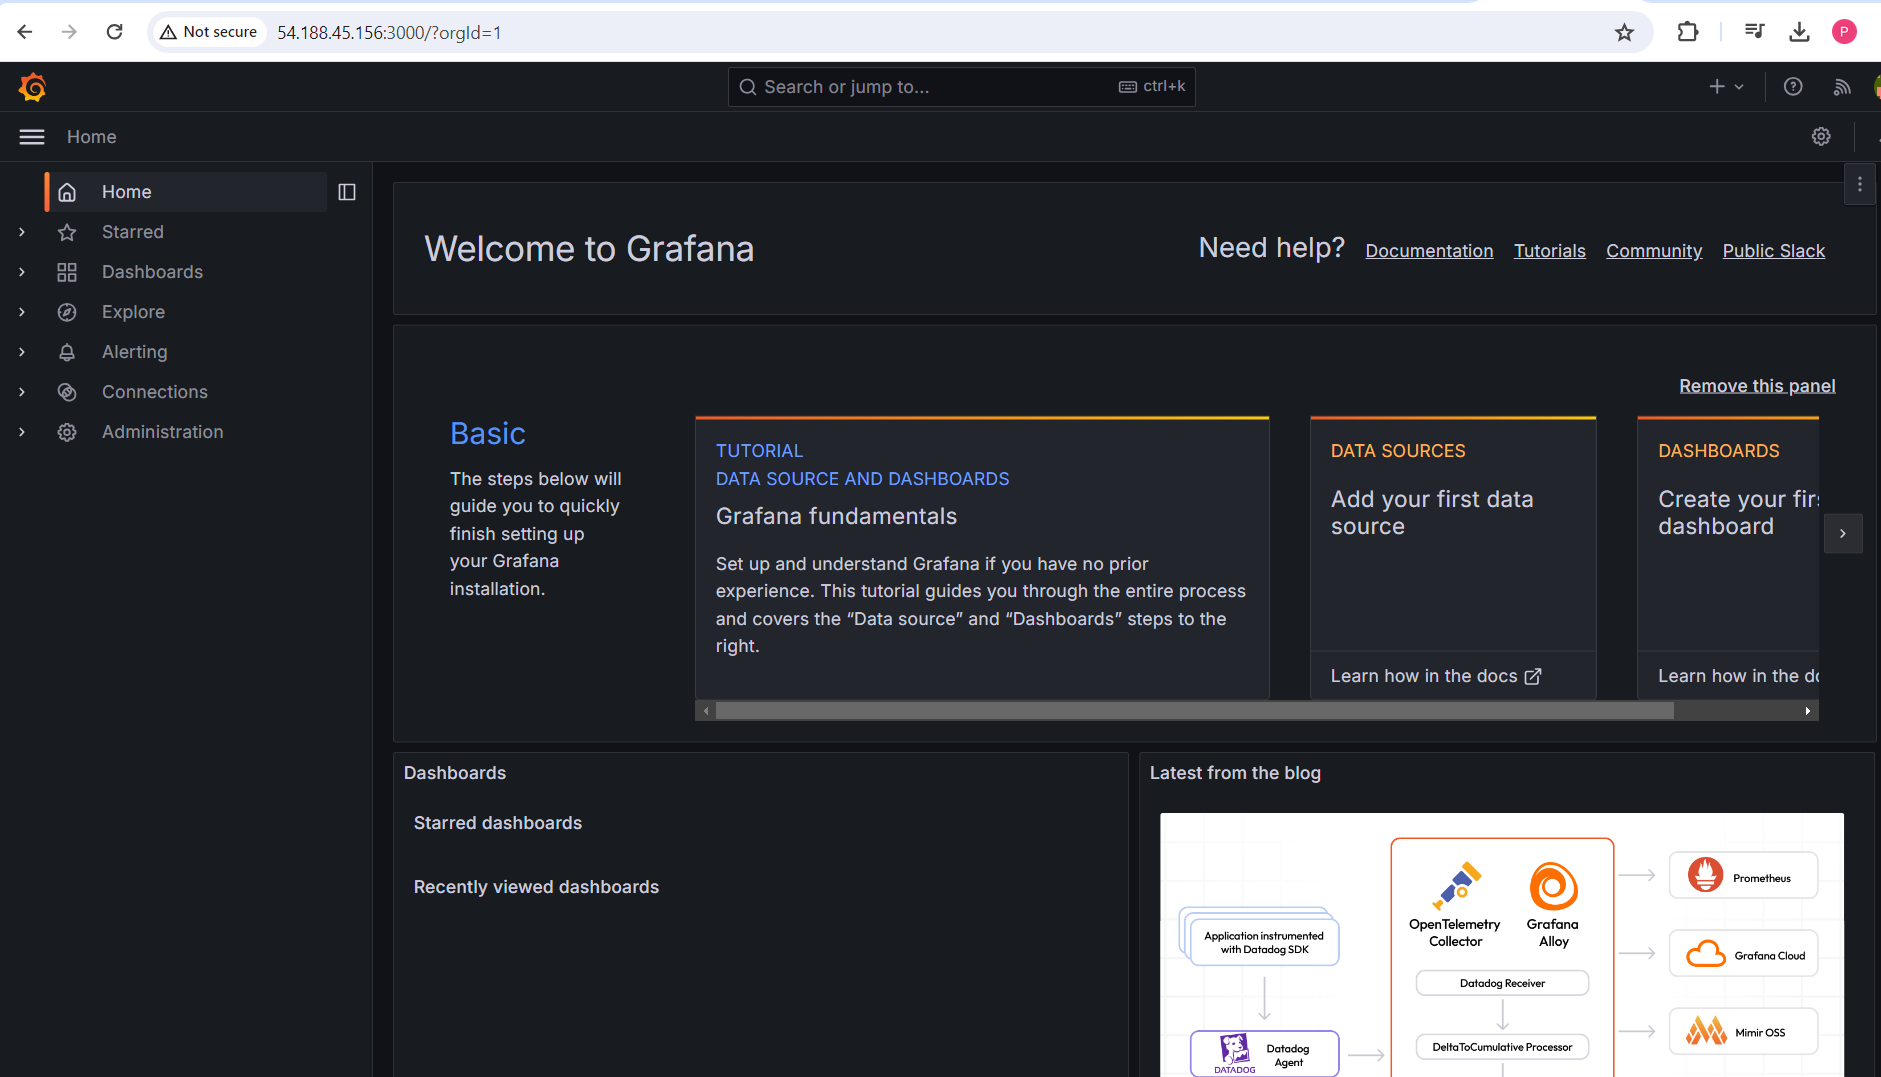 Not secure
54.188.45.156:3000/?orgId=1
P
Search or jump to...
ctrl+k
Home
Home
Starred
Dashboards
Explore
Alerting
Connections
Administration
Welcome to Grafana
Need help?
Documentation
Tutorials
Community
Public Slack
Remove this panel
Basic
The steps below will
guide you to quickly
finish setting up
your Grafana
installation.
TUTORIAL
DATA SOURCE AND DASHBOARDS
Grafana fundamentals
Set up and understand Grafana if you have no prior
experience. This tutorial guides you through the entire process
and covers the “Data source” and “Dashboards” steps to the
right.
DATA SOURCES
Add your first data
source
Learn how in the docs
DASHBOARDS
Create your firs
dashboard
Learn how in the do
Dashboards
Starred dashboards
Recently viewed dashboards
Latest from the blog
Application instrumented
with Datadog SDK
DATADOG
Datadog
Agent
OpenTelemetry
Collector
Grafana
Alloy
Datadog Receiver
DeltaToCumulative Processor
Prometheus
Grafana Cloud
Mimir OSS